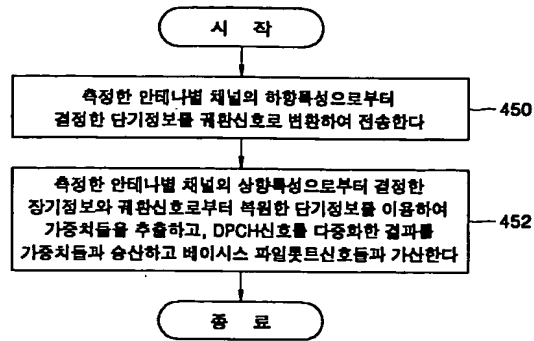 시 작
측정한 안테나별 채널의 하향특성으로부터
결정한 단기정보를 궤환신호로 변환하여 전송한다
450
측정한 안테나별 채널의 상향특성으로부터 결정한
장기정보와 궤환신호로부터 복원한 단기정보를 이용하여
가중치들을 추출하고, DPCH신호를 다중화한 결과를
가중치들과 승산하고 베이시스 파일롯트신호들과 가산한다
452
종 료